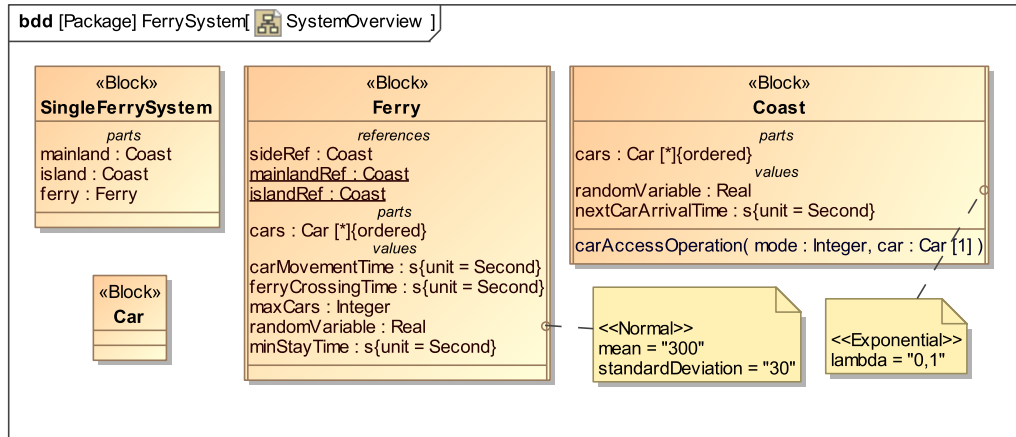 bdd [Package] FerrySystem[ SystemOverview ]
«Block»
SingleFerrySystem
parts
mainland : Coast
island : Coast
ferry : Ferry
«Block»
Car
«Block»
Ferry
references
sideRef : Coast
mainlandRef : Coast
islandRef : Coast
parts
cars : Car [*]{ordered}
values
carMovementTime : s{unit = Second}
ferryCrossingTime : s{unit = Second}
maxCars : Integer
randomVariable : Real
minStayTime : s{unit = Second}
«Block»
Coast
parts
cars : Car [*]{ordered}
values
randomVariable : Real
nextCarArrivalTime : s{unit = Second}
carAccessOperation( mode : Integer, car : Car [1] )
<<Normal>>
mean = "300"
standardDeviation = "30"
<<Exponential>>
lambda = "0,1"